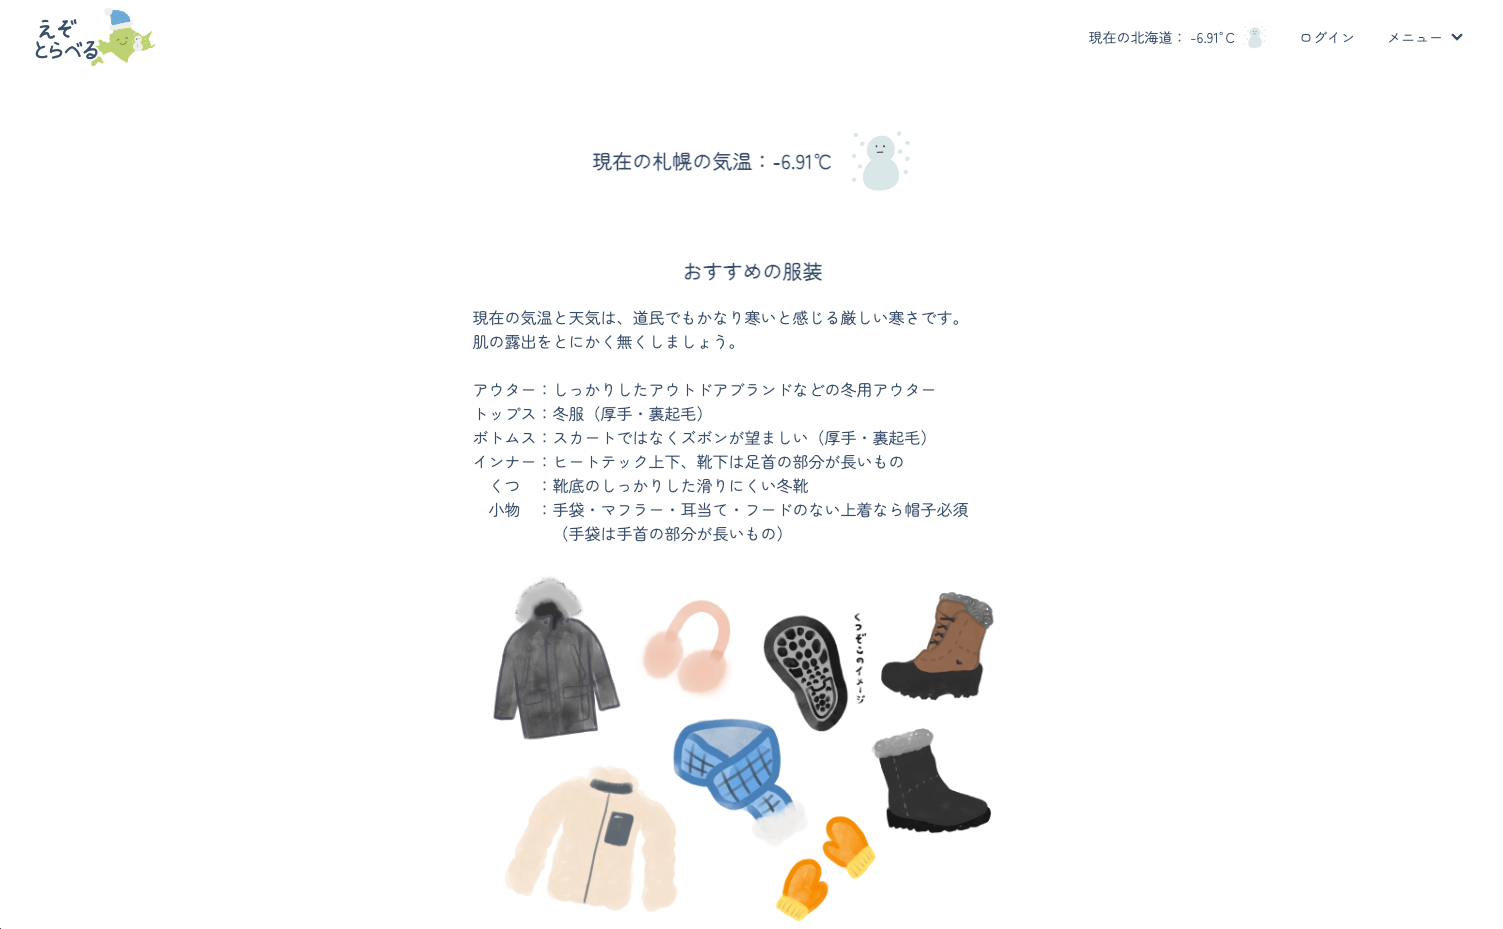 えぞ
とらべる
現在の北海道： -6.91°C
ログイン
メニュー
現在の札幌の気温：-6.91℃
おすすめの服装
現在の気温と天気は、道民でもかなり寒いと感じる厳しい寒さです。
肌の露出をとにかく無くしましょう。
アウター：しっかりしたアウトドアブランドなどの冬用アウター
トップス：冬服（厚手・裏起毛）
ボトムス：スカートではなくズボンが望ましい（厚手・裏起毛）
インナー：ヒートテック上下、靴下は足首の部分が長いもの
くつ　：靴底のしっかりした滑りにくい冬靴
小物　：手袋・マフラー・耳当て・フードのない上着なら帽子必須
（手袋は手首の部分が長いもの）
くつぞこのイメージ